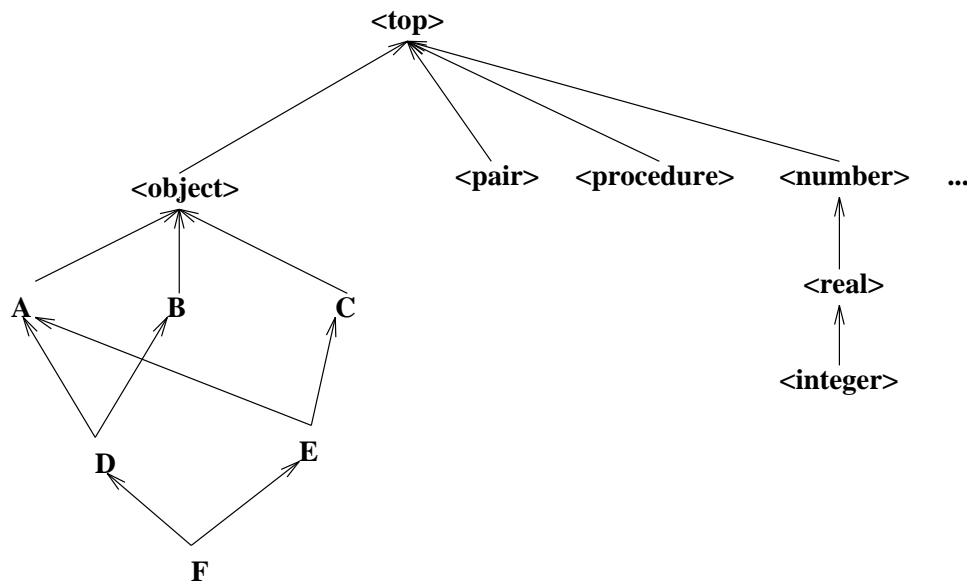 <top>
<object> <pair> <procedure> <number> ...
A B C <real>
<integer>
D E
F